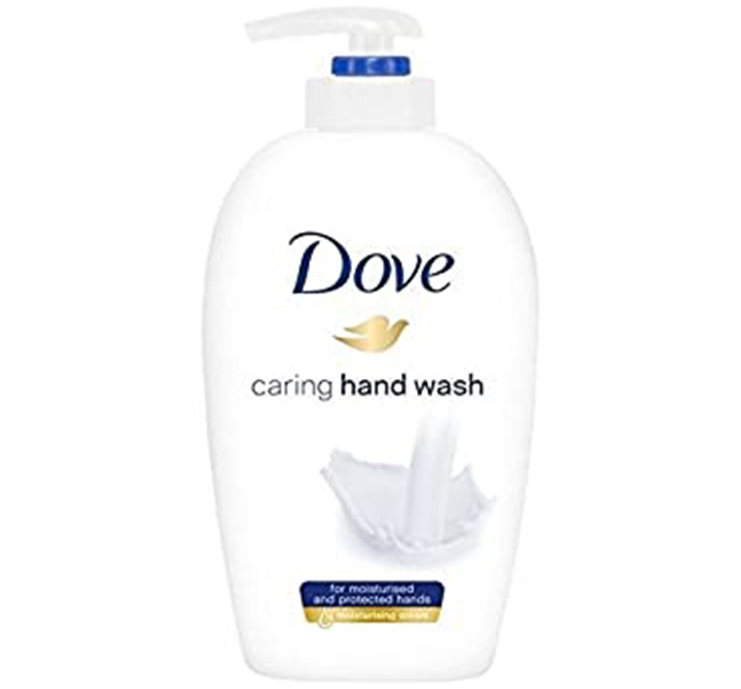 Dove
caring hand wash
for moisturised
and protected hands
moisturising cream